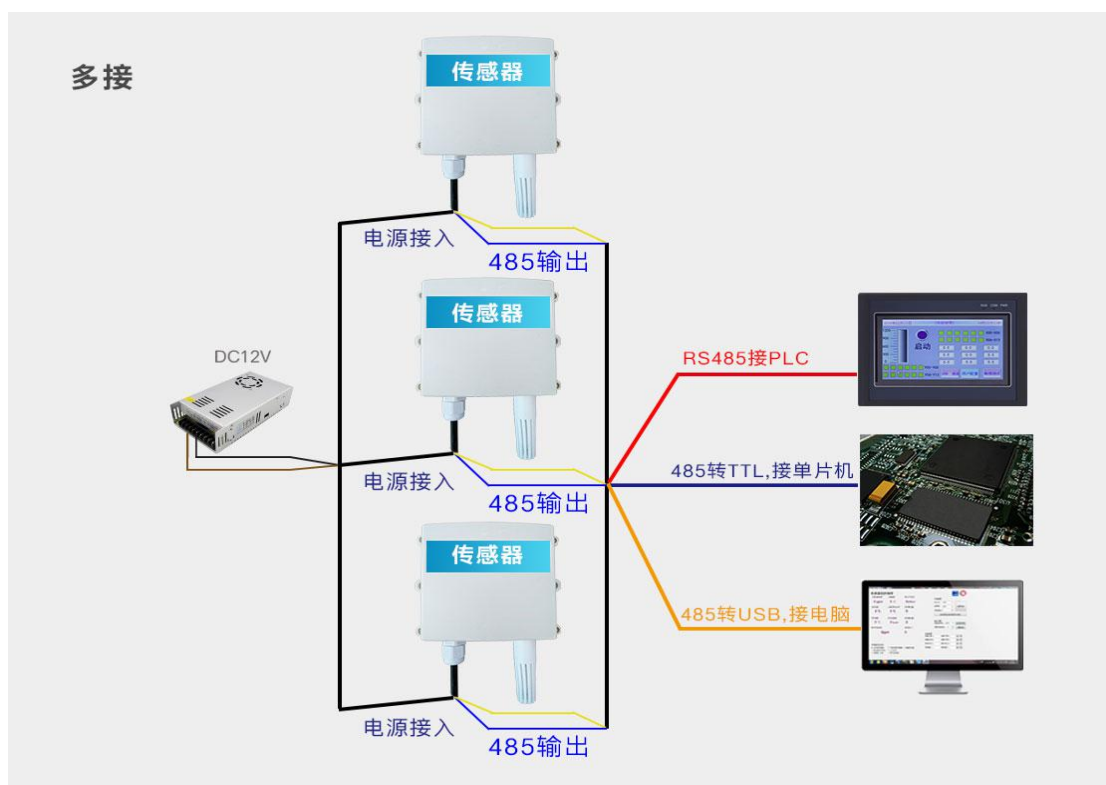 多接
传感器
电源接入
485输出
传感器
DC12V
启动
RS485接PLC
电源接入
485输出
485转TTL,接单片机
传感器
485转USB,接电脑
电源接入
485输出